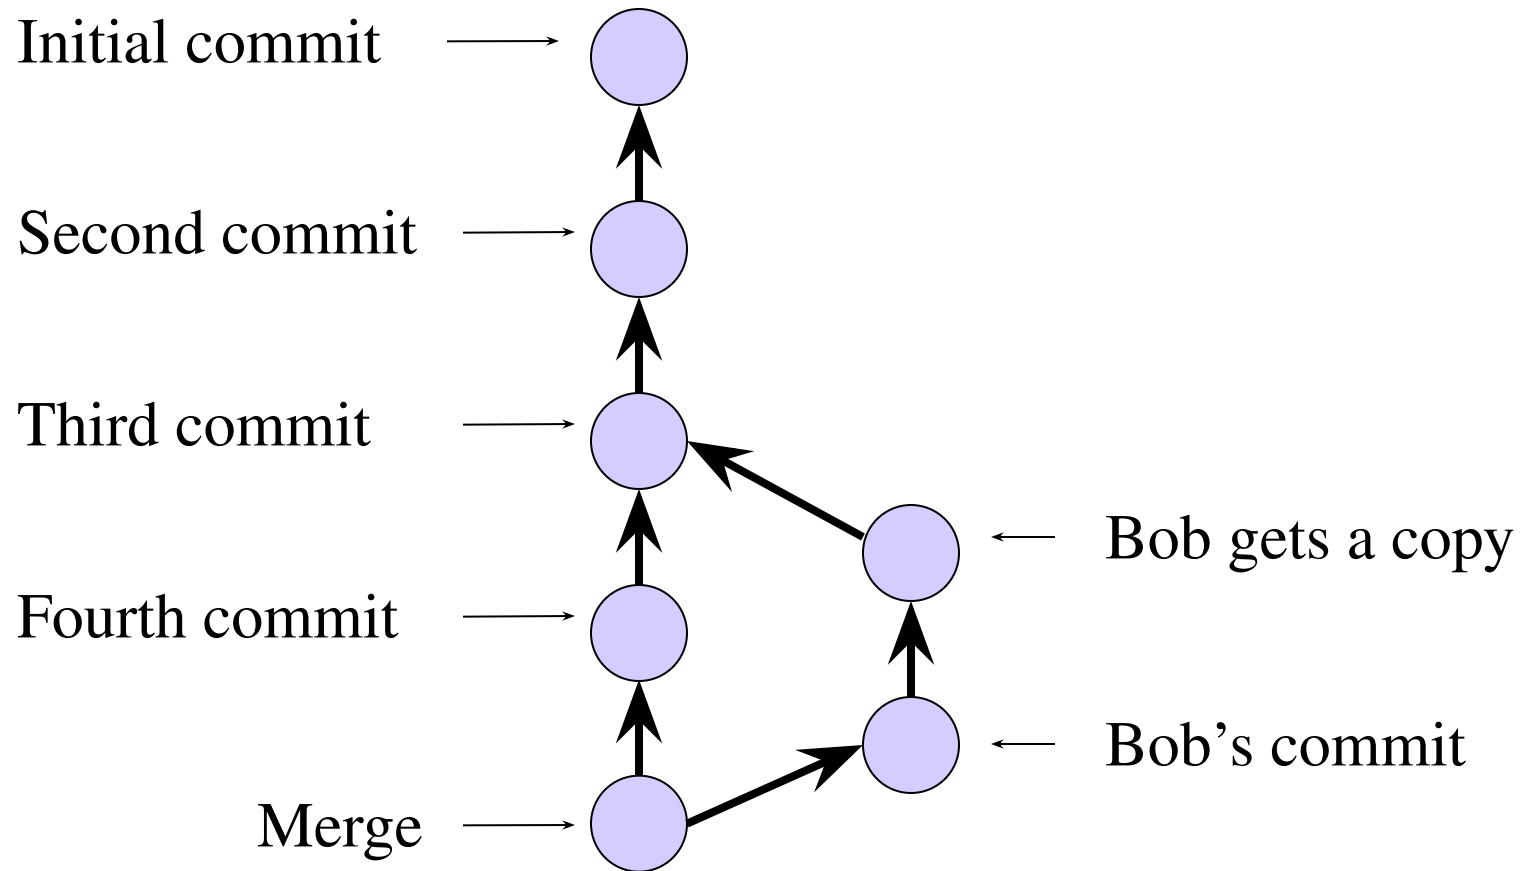 Initial commit
Second commit
Third commit
Bob gets a copy
Fourth commit
Bob’s commit
Merge